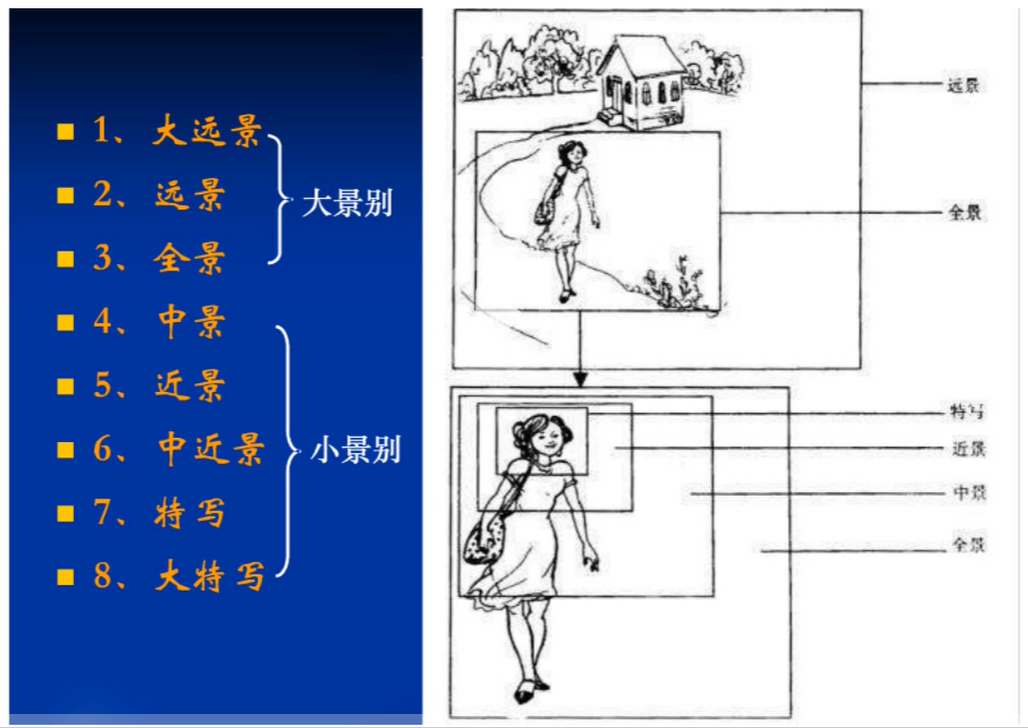 1、大远景
2、远景
3、全景
大景别
4、中景
5、近景
6、中近景
7、特写
8、大特写
小景别
远景
全景
特写
近景
中景
全景